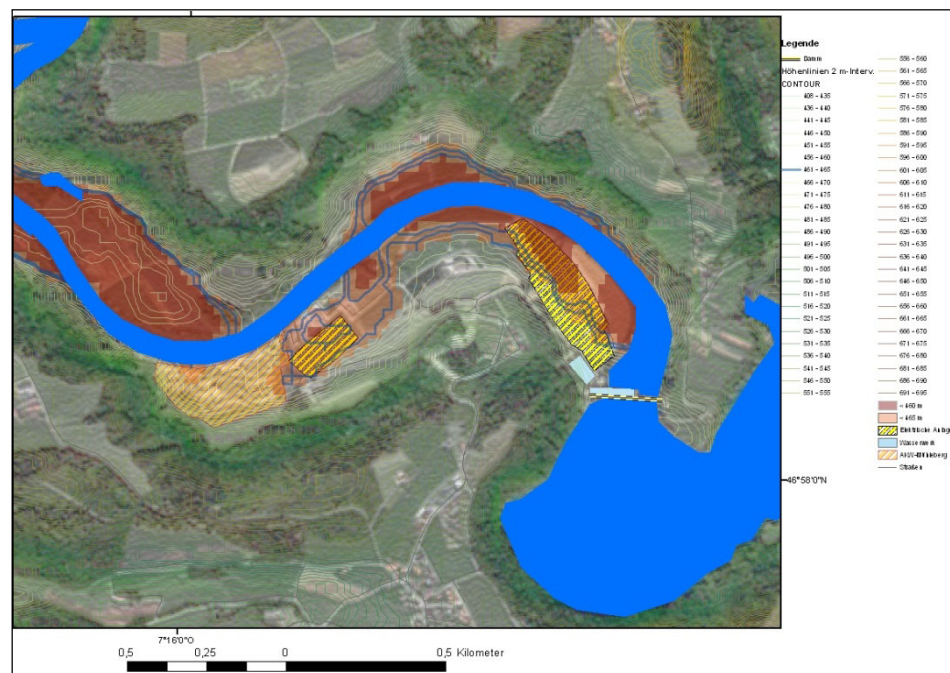 Legende
Damm
Höhenlinien 2 m-Interv.
CONTOUR
408 - 435
436 - 440
441 - 445
446 - 450
451 - 455
456 - 460
461 - 465
466 - 470
471 - 475
476 - 480
481 - 485
486 - 490
491 - 495
496 - 500
501 - 505
506 - 510
511 - 515
516 - 520
521 - 525
526 - 530
531 - 535
536 - 540
541 - 545
546 - 550
551 - 555
556 - 560
561 - 565
566 - 570
571 - 575
576 - 580
581 - 585
586 - 590
591 - 595
596 - 600
601 - 605
606 - 610
611 - 615
616 - 620
621 - 625
626 - 630
631 - 635
636 - 640
641 - 645
646 - 650
651 - 655
656 - 660
661 - 665
666 - 670
671 - 675
676 - 680
681 - 685
686 - 690
691 - 695
< 460 m
< 465 m
Elektrische
Wasserwerk
AKW-Mühleberg
Straßen
46°58'0"N
7°16'0"O
0,5 0,25 0 0,5 Kilometer